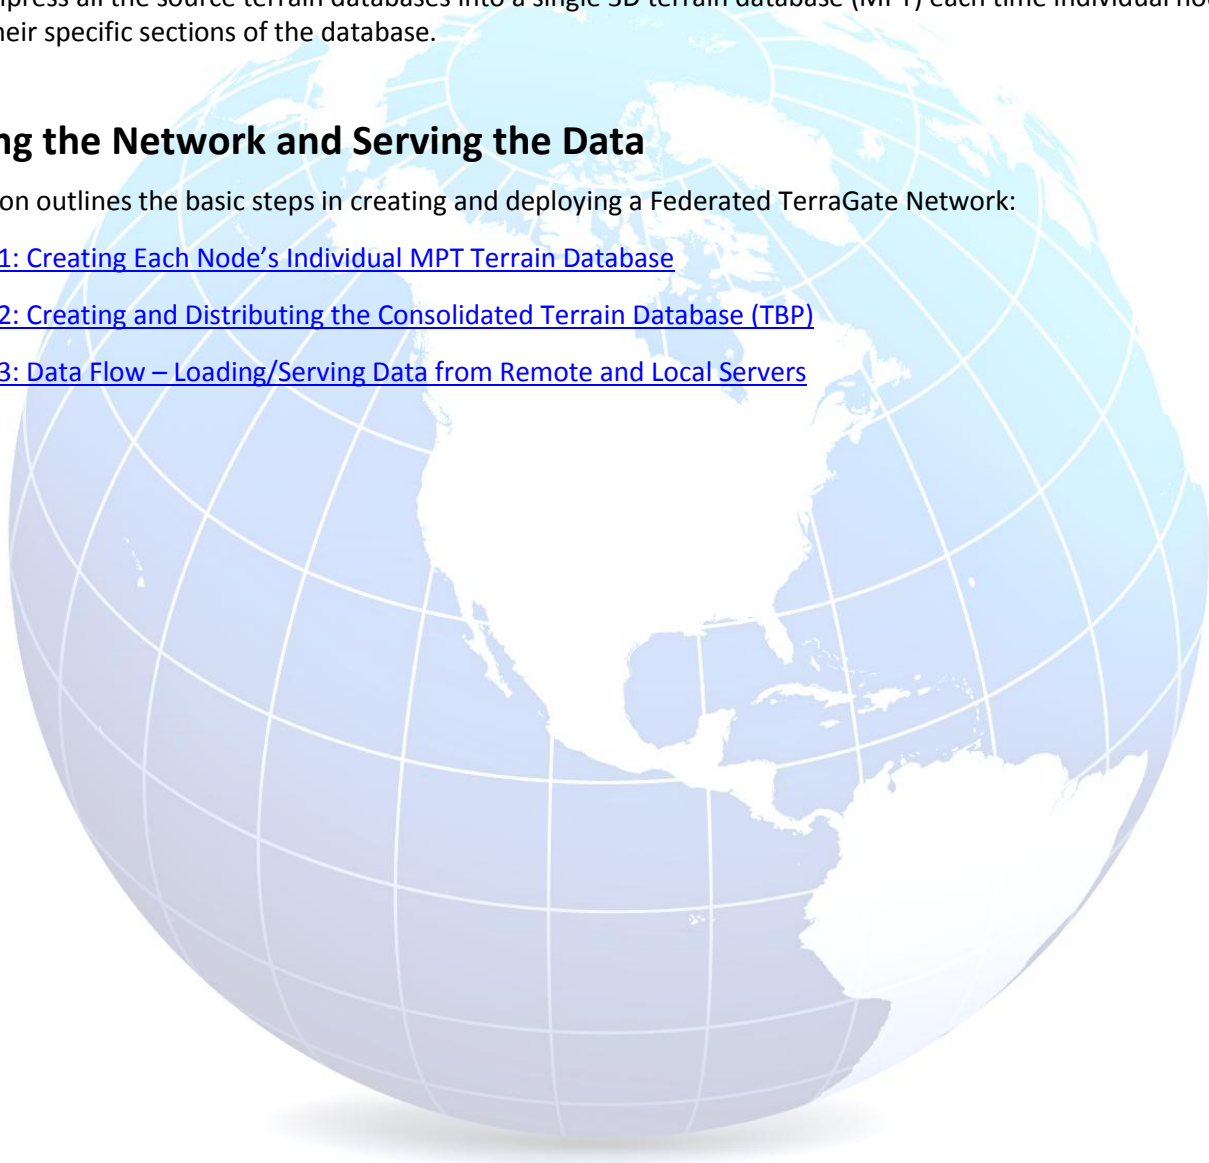 press all the source terrain databases into a single 3D terrain database (MPT) each time individual
heir specific sections of the database.
ng the Network and Serving the Data
on outlines the basic steps in creating and deploying a Federated TerraGate Network:
1: Creating Each Node’s Individual MPT Terrain Database
2: Creating and Distributing the Consolidated Terrain Database (TBP)
3: Data Flow – Loading/Serving Data from Remote and Local Servers